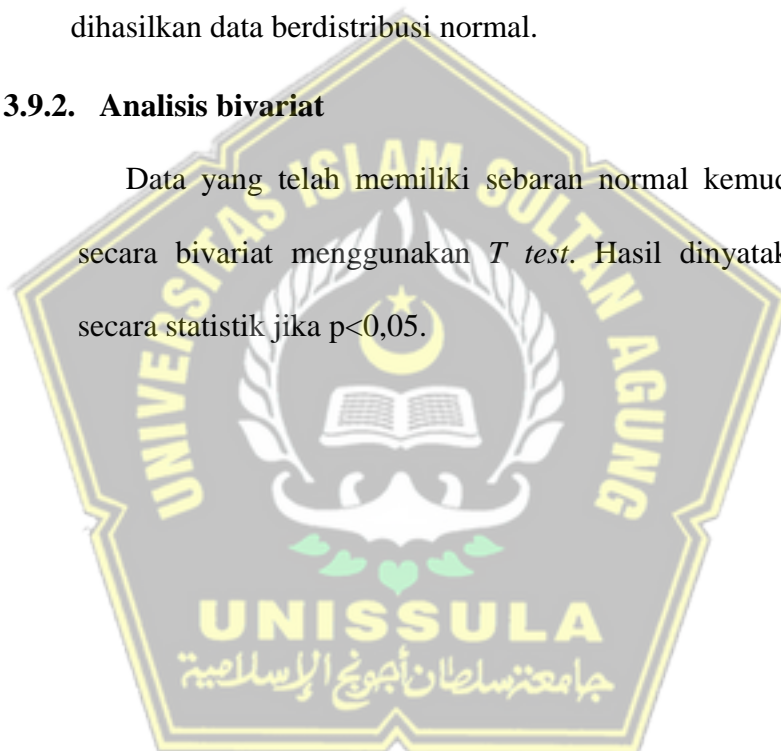 dihasilkan data berdistribusi normal.
3.9.2. Analisis bivariat
Data yang telah memiliki sebaran normal kemud
secara bivariat menggunakan T test. Hasil dinyatak
secara statistik jika p<0,05.
UNIVERSITAS ISLAM SULTAN AGUNG
UNISSULA
جامعة سلطان أجونج الإسلامية